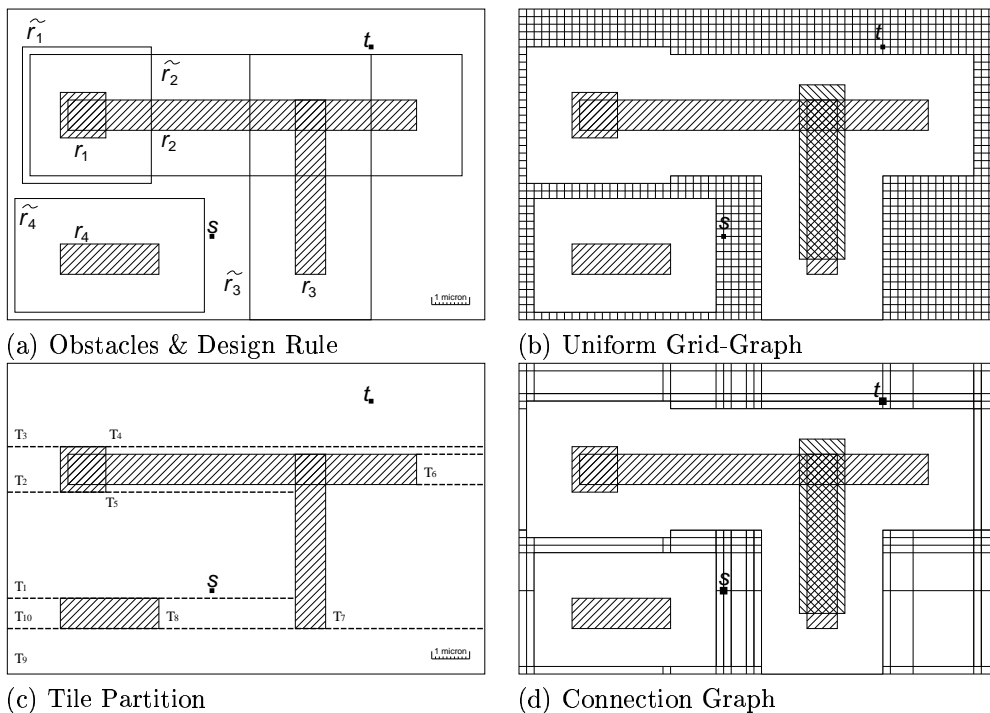 r̃1
t
r̃2
r1
r2
r̃4
r4
s
r̃3
r3
1 micron
(a) Obstacles & Design Rule
t
s
(b) Uniform Grid-Graph
t
T3
T4
T2
T6
T5
s
T1
T10
T8
T7
T9
1 micron
(c) Tile Partition
t
s
(d) Connection Graph